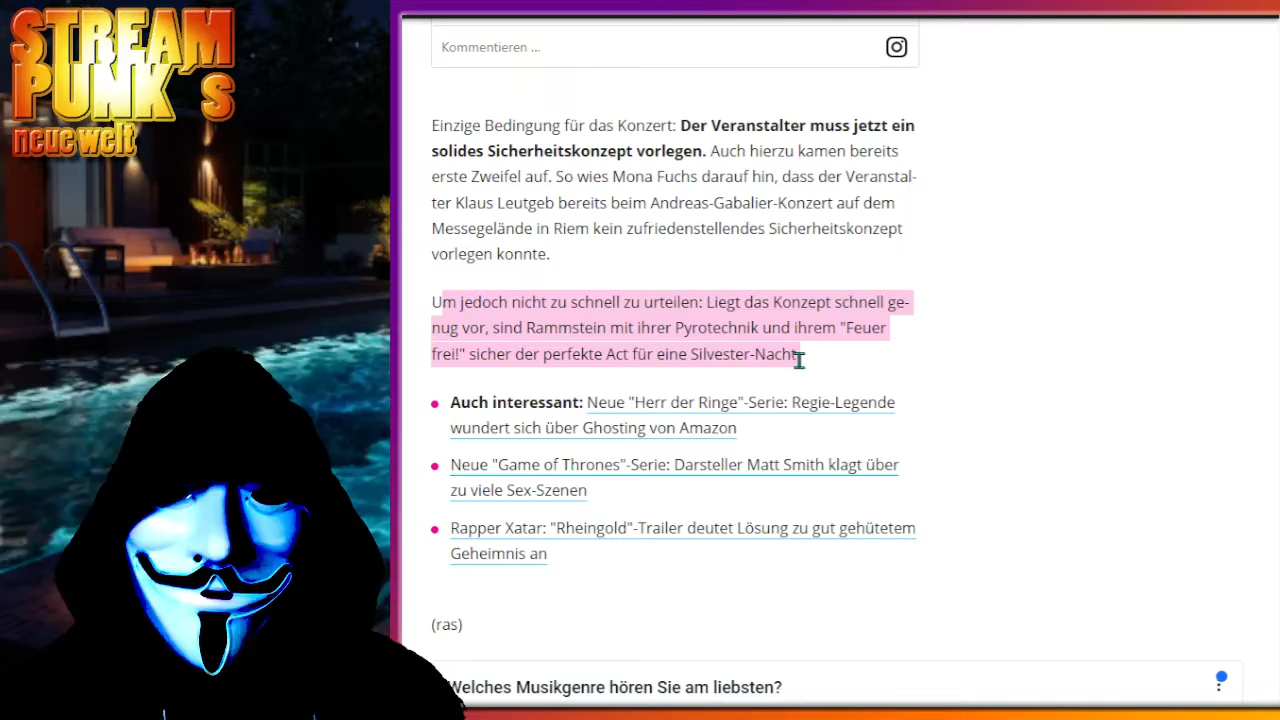 STREAM
PUNK´s
neue welt
Kommentieren ...
Einzige Bedingung für das Konzert: Der Veranstalter muss jetzt ein
solides Sicherheitskonzept vorlegen. Auch hierzu kamen bereits
erste Zweifel auf. So wies Mona Fuchs darauf hin, dass der Veranstal-
ter Klaus Leutgeb bereits beim Andreas-Gabalier-Konzert auf dem
Messegelände in Riem kein zufriedenstellendes Sicherheitskonzept
vorlegen konnte.
Um jedoch nicht zu schnell zu urteilen: Liegt das Konzept schnell ge-
nug vor, sind Rammstein mit ihrer Pyrotechnik und ihrem "Feuer
frei!" sicher der perfekte Act für eine Silvester-Nacht.
Auch interessant: Neue "Herr der Ringe"-Serie: Regie-Legende
wundert sich über Ghosting von Amazon
Neue "Game of Thrones"-Serie: Darsteller Matt Smith klagt über
zu viele Sex-Szenen
Rapper Xatar: "Rheingold"-Trailer deutet Lösung zu gut gehütetem
Geheimnis an
(ras)
Welches Musikgenre hören Sie am liebsten?